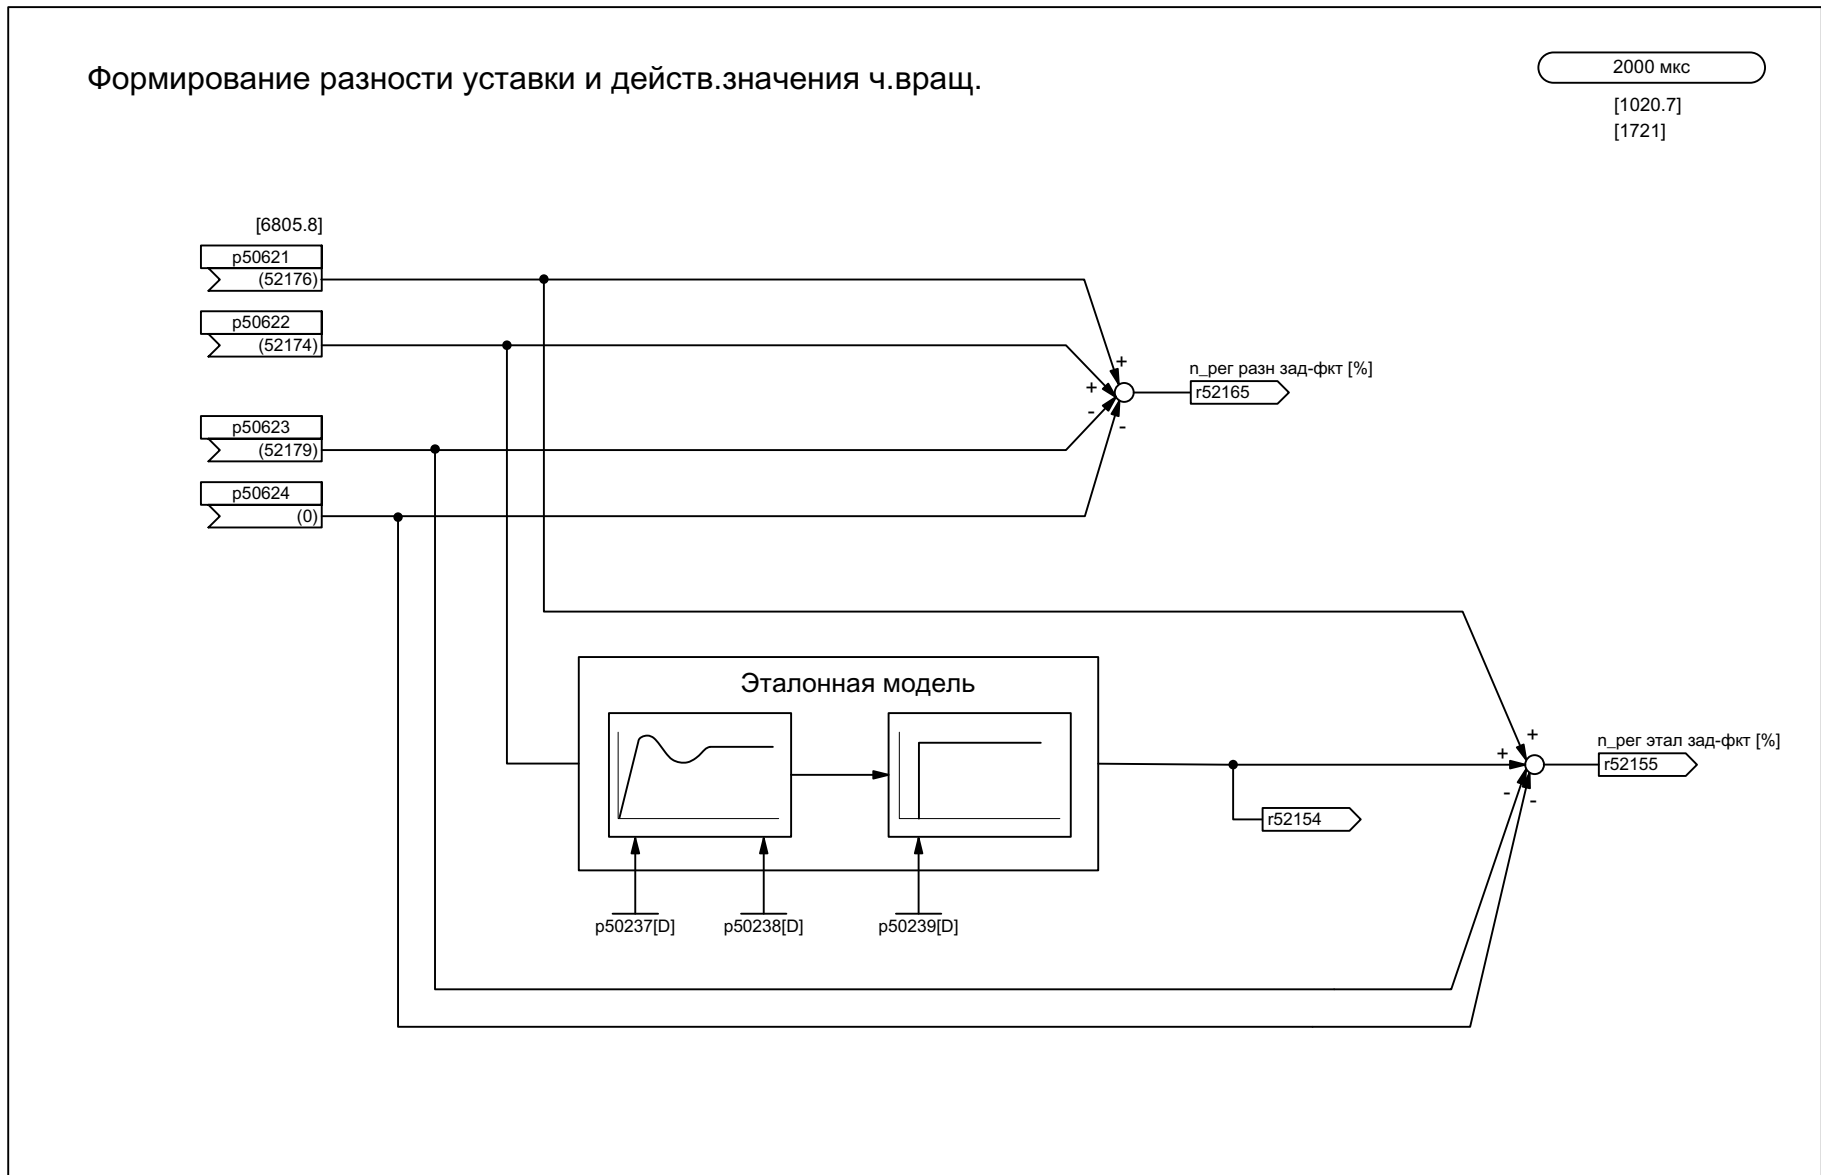 Формирование разности уставки и действ.значения ч.вращ.
2000 мкс
[1020.7]
[1721]
[6805.8]
p50621
(52176)
p50622
(52174)
p50623
(52179)
p50624
(0)
+
+
-
-
n_рег разн зад-фкт [%]
r52165
Эталонная модель
p50237[D]
p50238[D]
p50239[D]
r52154
+
+
-
-
n_рег этал зад-фкт [%]
r52155